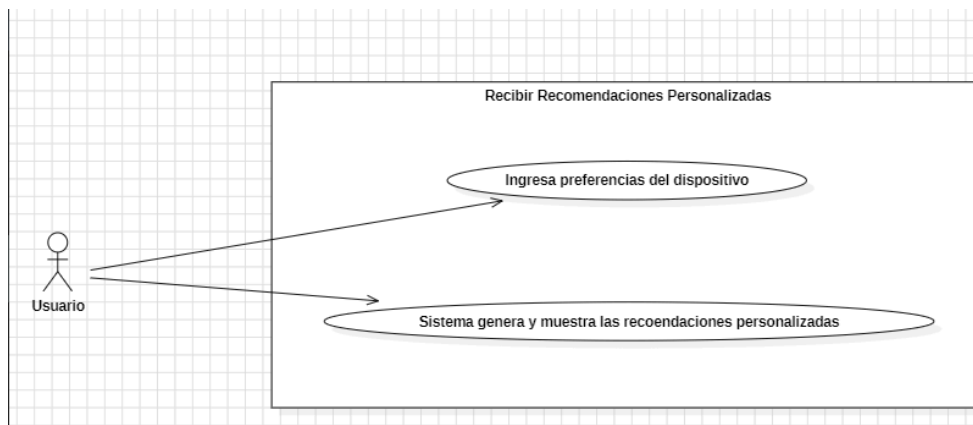 Recibir Recomendaciones Personalizadas
Ingresa preferencias del dispositivo
Usuario
Sistema genera y muestra las recoendaciones personalizadas